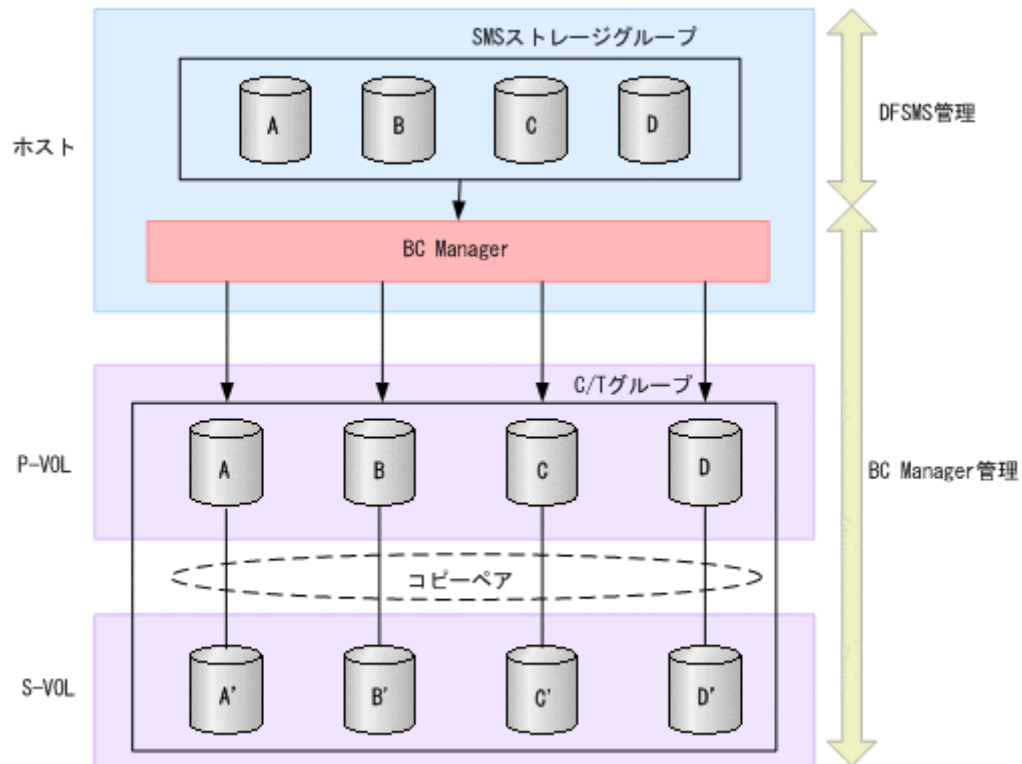 SMSストレージグループ
A B C D
DFSMS管理
ホスト
BC Manager
C/Tグループ
P-VOL
A B C D
BC Manager管理
コピーペア
S-VOL
A' B' C' D'